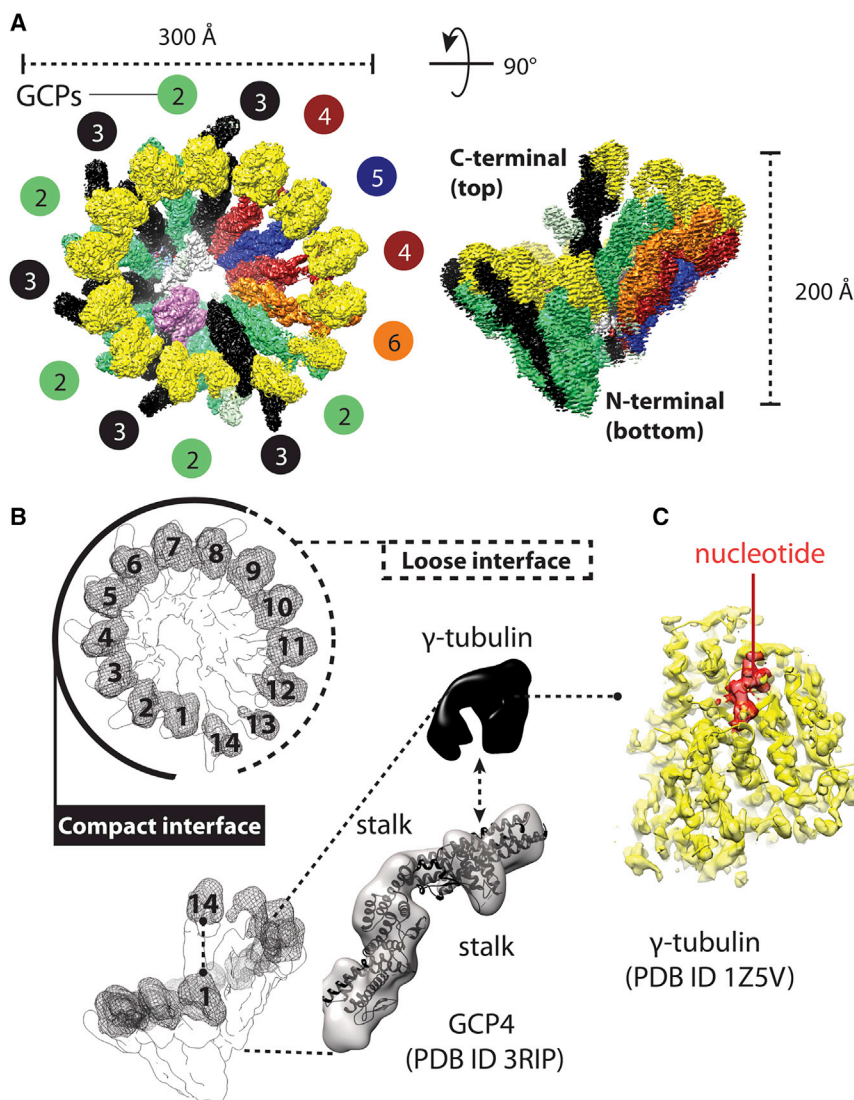 A
300 Å
90°
GCPs
2
3
4
5
4
6
2
3
2
3
2
3
2
3
C-terminal
(top)
200 Å
N-terminal
(bottom)
B
1
2
3
4
5
6
7
8
9
10
11
12
13
14
Loose interface
Compact interface
γ-tubulin
stalk
stalk
14
1
GCP4
(PDB ID 3RIP)
C
nucleotide
γ-tubulin
(PDB ID 1Z5V)